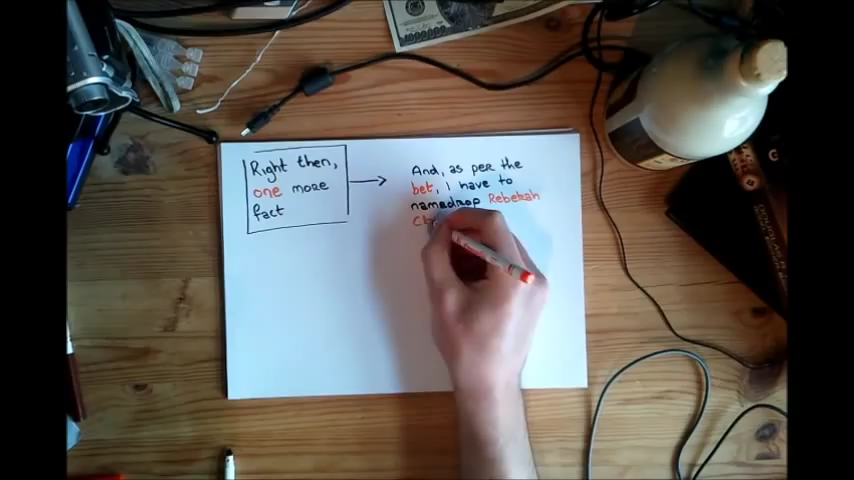 Right then,
one more
fact
And, as per the
bet, I have to
namedrop Rebekah